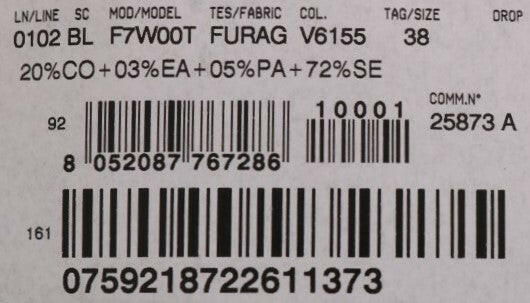 LN/LINE SC MOD/MODEL TES/FABRIC COL. TAG/SIZE DROP
0102 BL F7W00T FURAG V6155 38
20%CO+03%EA+05%PA+72%SE
10001
COMM.N°
92
25873 A
8 052087 767286
161
0759218722611373